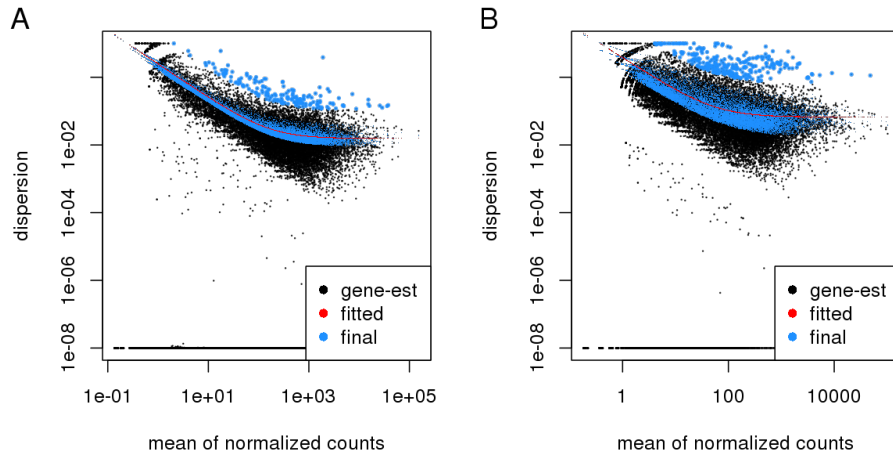 A
dispersion
1e-02
1e-04
1e-06
1e-08
gene-est
fitted
final
1e-01
1e+01
1e+03
1e+05
mean of normalized counts
B
dispersion
1e-02
1e-04
1e-06
1e-08
gene-est
fitted
final
1
100
10000
mean of normalized counts